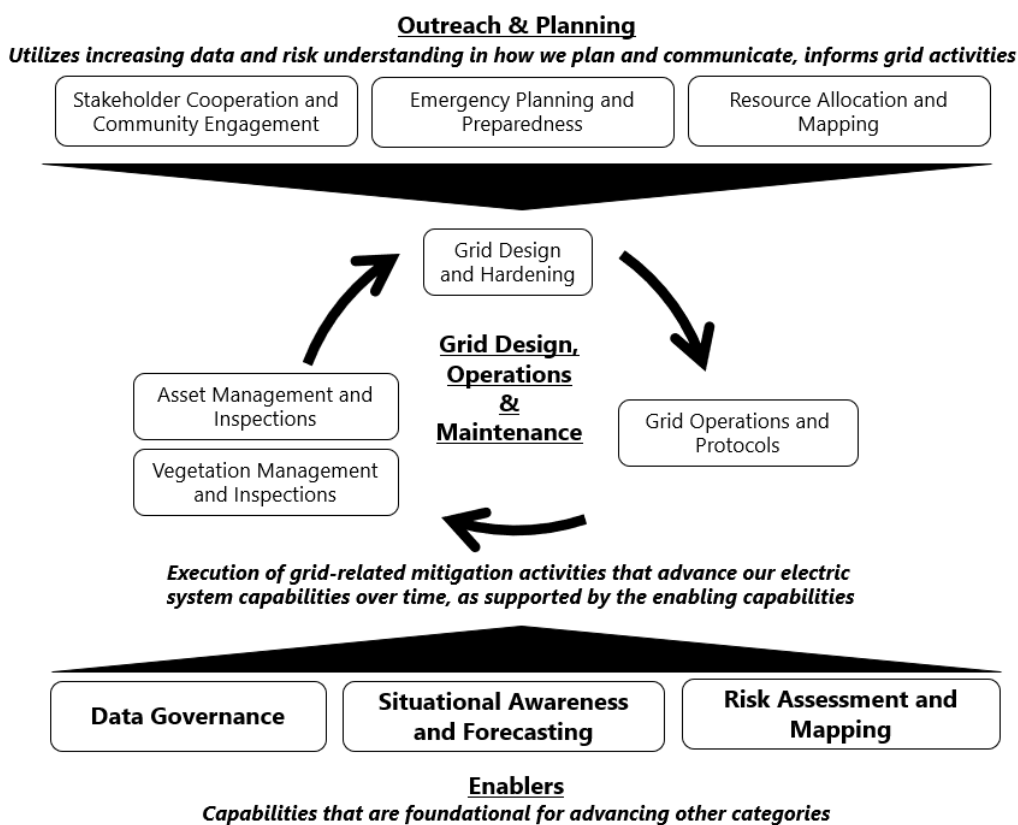 Outreach & Planning
Utilizes increasing data and risk understanding in how we plan and communicate, informs grid activities
Stakeholder Cooperation and
Community Engagement
Emergency Planning and
Preparedness
Resource Allocation and
Mapping
Grid Design
and Hardening
Grid Design,
Operations
&
Maintenance
Asset Management and
Inspections
Grid Operations and
Protocols
Vegetation Management
and Inspections
Execution of grid-related mitigation activities that advance our electric
system capabilities over time, as supported by the enabling capabilities
Data Governance
Situational Awareness
and Forecasting
Risk Assessment and
Mapping
Enablers
Capabilities that are foundational for advancing other categories